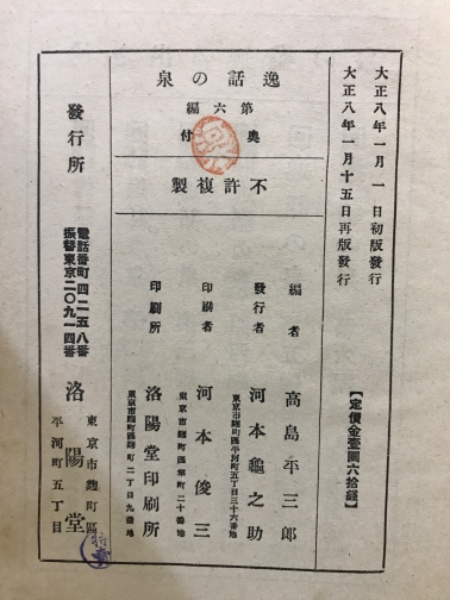 大正八年一月一日初版發行
大正八年一月十五日再版發行
【定價金壹圓六拾錢】
逸話の泉
第六編
奥付
不許複製
編者 高島平三郎
發行者 河本龜之助
東京市麴町區平河町五丁目三十六番地
印刷者 河本俊三
東京市麴町區町二十番地
印刷所 洛陽堂印刷所
東京市麴町區麴町二丁目九番地
發行所
電話番町四二五八番
振替東京二〇九一四番
洛陽堂
東京市麴町區
平河町五丁目